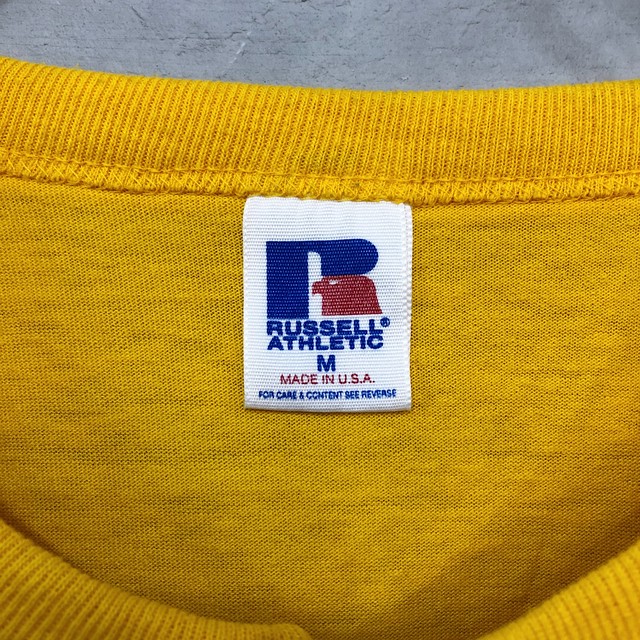 RUSSELL®
ATHLETIC
M
MADE IN U.S.A.
FOR CARE & CONTENT SEE REVERSE